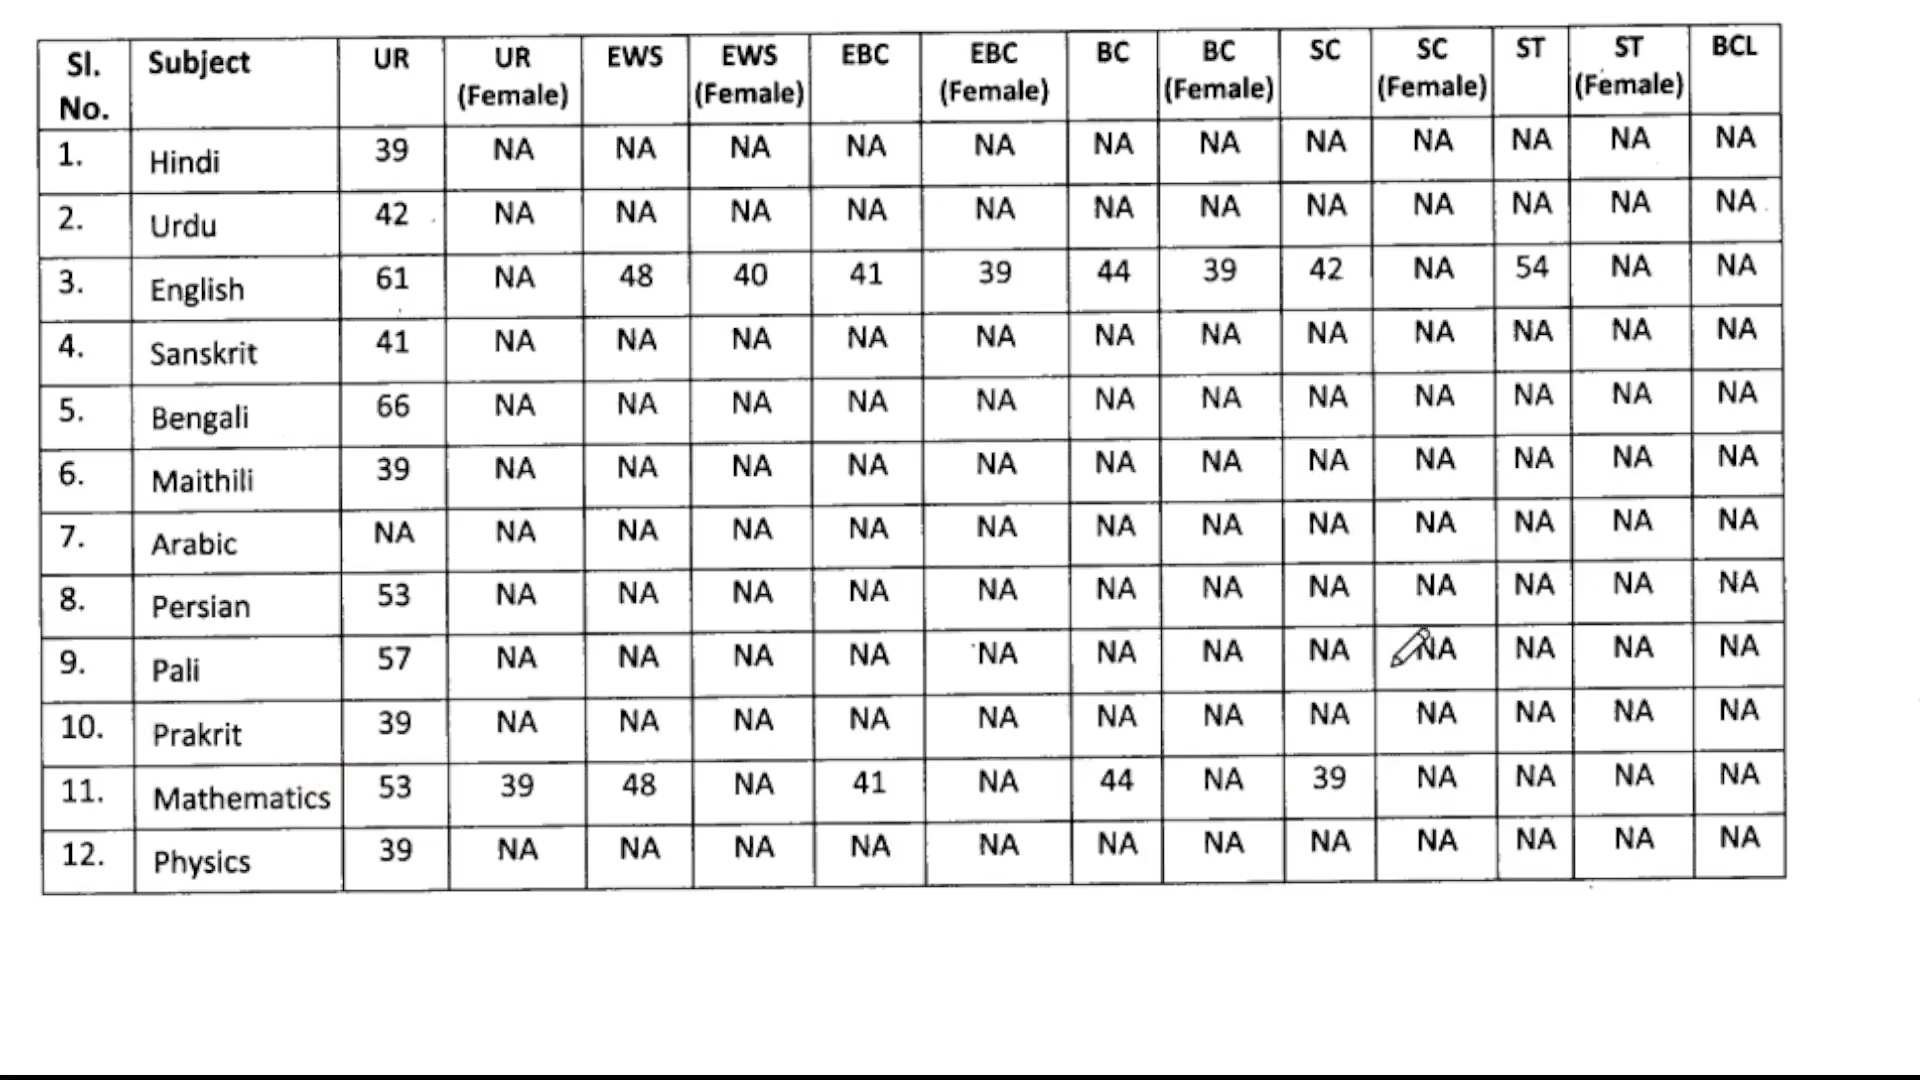 Sl. No. Subject UR UR (Female) EWS EWS (Female) EBC EBC (Female) BC BC (Female) SC SC (Female) ST ST (Female) BCL
1. Hindi 39 NA NA NA NA NA NA NA NA NA NA NA NA
2. Urdu 42 NA NA NA NA NA NA NA NA NA NA NA NA
3. English 61 NA 48 40 41 39 44 39 42 NA 54 NA NA
4. Sanskrit 41 NA NA NA NA NA NA NA NA NA NA NA NA
5. Bengali 66 NA NA NA NA NA NA NA NA NA NA NA NA
6. Maithili 39 NA NA NA NA NA NA NA NA NA NA NA NA
7. Arabic NA NA NA NA NA NA NA NA NA NA NA NA NA
8. Persian 53 NA NA NA NA NA NA NA NA NA NA NA NA
9. Pali 57 NA NA NA NA NA NA NA NA NA NA NA NA
10. Prakrit 39 NA NA NA NA NA NA NA NA NA NA NA NA
11. Mathematics 53 39 48 NA 41 NA 44 NA 39 NA NA NA NA
12. Physics 39 NA NA NA NA NA NA NA NA NA NA NA NA